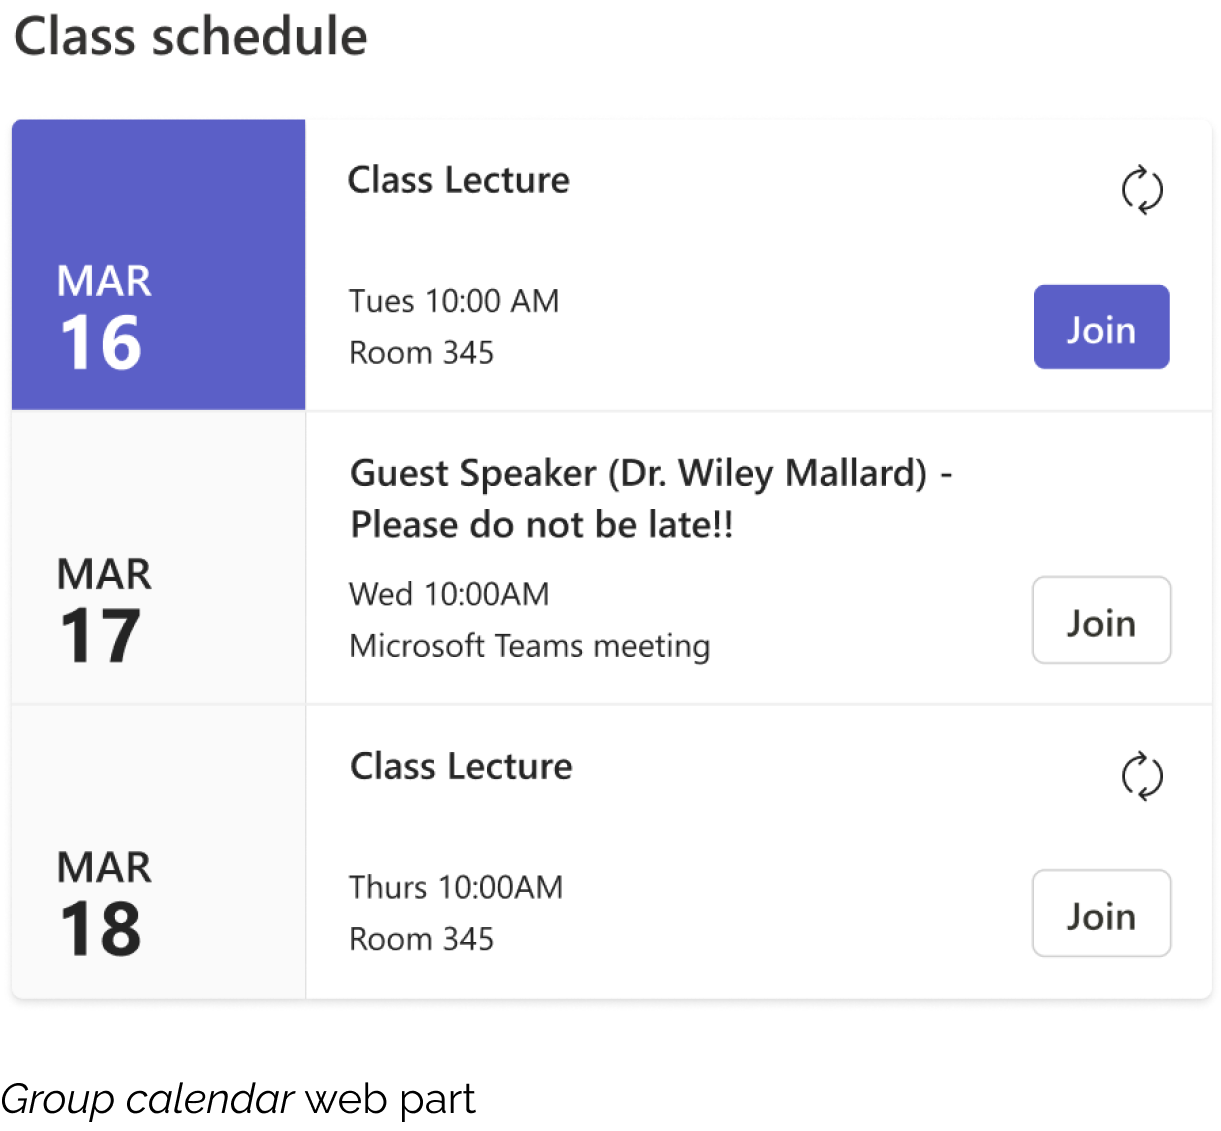 Class schedule
Class Lecture
MAR
16
Tues 10:00 AM
Room 345
Join
Guest Speaker (Dr. Wiley Mallard) -
Please do not be late!!
MAR
17
Wed 10:00AM
Microsoft Teams meeting
Join
Class Lecture
MAR
18
Thurs 10:00AM
Room 345
Join
Group calendar web part